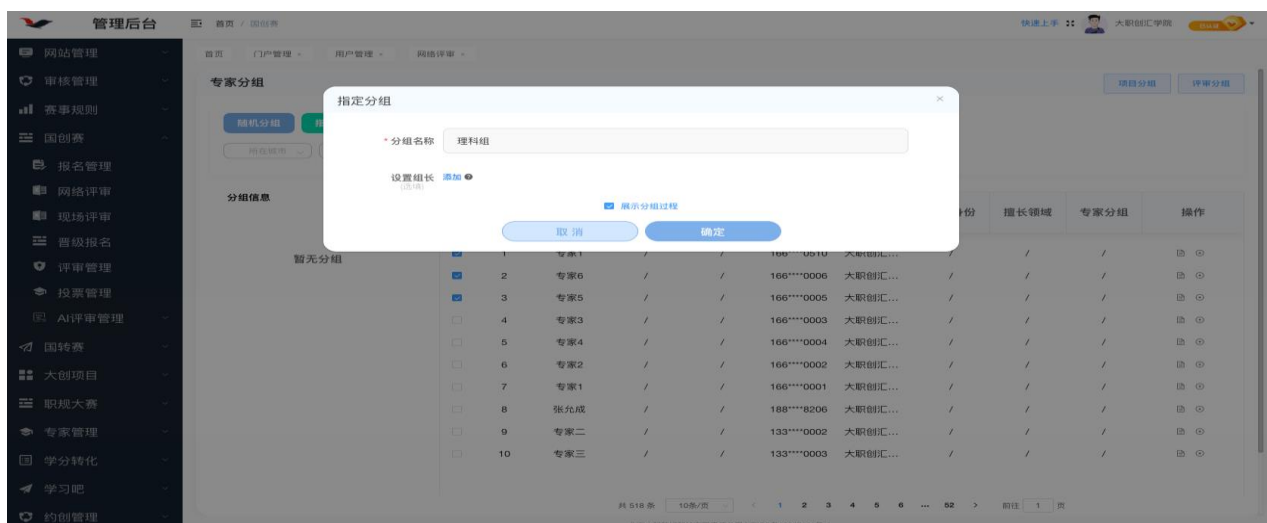 管理后台
首页 / 国创赛
快速上手
大职创汇学院
网站管理
审核管理
赛事规则
国创赛
报名管理
网络评审
现场评审
晋级报名
评审管理
投票管理
AI评审管理
国转赛
大创项目
职规大赛
专家管理
学分转化
学习吧
约创管理
首页 门户管理 用户管理 网络评审
专家分组
项目分组 评审分组
随机分组
所在城市
指定分组
* 分组名称 理科组
设置组长 添加
(选填)
展示分组过程
取消 确定
分组信息
暂无分组
擅长领域 专家分组 操作
1 专家1 / / 166****0510 大职创汇... / / /
2 专家6 / / 166****0006 大职创汇... / / /
3 专家5 / / 166****0005 大职创汇... / / /
4 专家3 / / 166****0003 大职创汇... / / /
5 专家4 / / 166****0004 大职创汇... / / /
6 专家2 / / 166****0002 大职创汇... / / /
7 专家1 / / 166****0001 大职创汇... / / /
8 张允成 / / 188****8206 大职创汇... / / /
9 专家二 / / 133****0002 大职创汇... / / /
10 专家三 / / 133****0003 大职创汇... / / /
共 518 条 10条/页 < 1 2 3 4 5 6 ... 52 > 前往 1 页